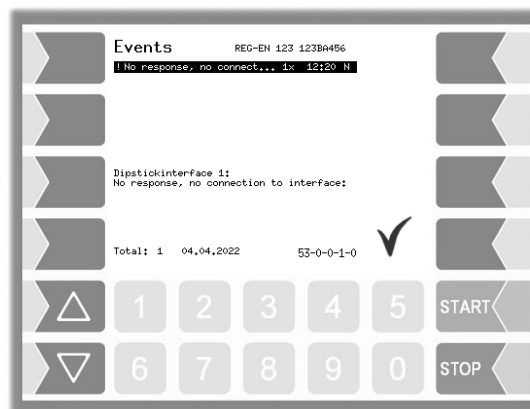 Events REG-EN 123 123BA456
! No response, no connect... 1x 12:20 N
Dipstickinterface 1:
No response, no connection to interface:
Total: 1 04.04.2022 53-0-0-1-0
1 2 3 4 5 START
6 7 8 9 0 STOP